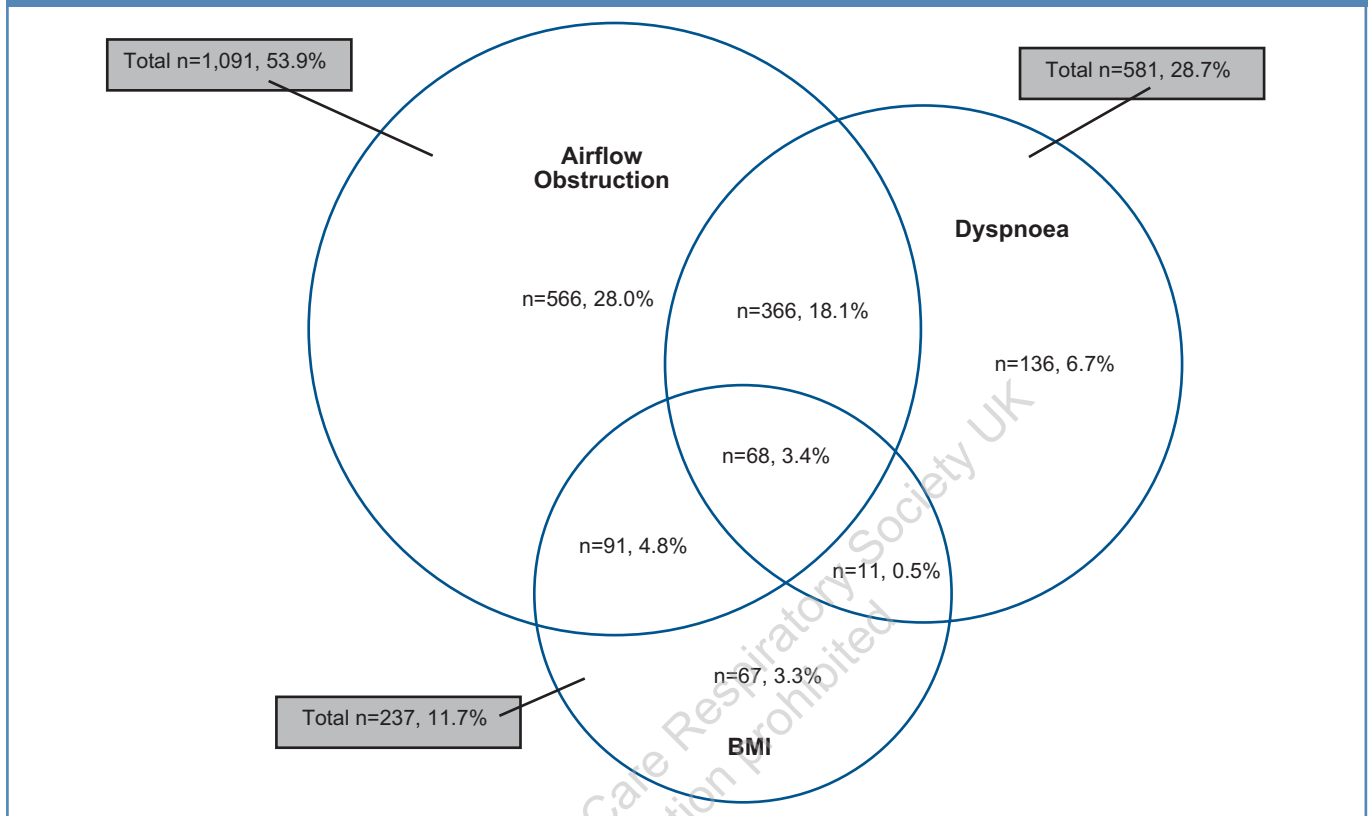 Total n=1,091, 53.9%
Total n=581, 28.7%
Airflow
Obstruction
Dyspnoea
n=566, 28.0%
n=366, 18.1%
n=136, 6.7%
n=68, 3.4%
n=91, 4.8%
n=11, 0.5%
n=67, 3.3%
Total n=237, 11.7%
BMI
Care Respiratory Society UK
prohibited